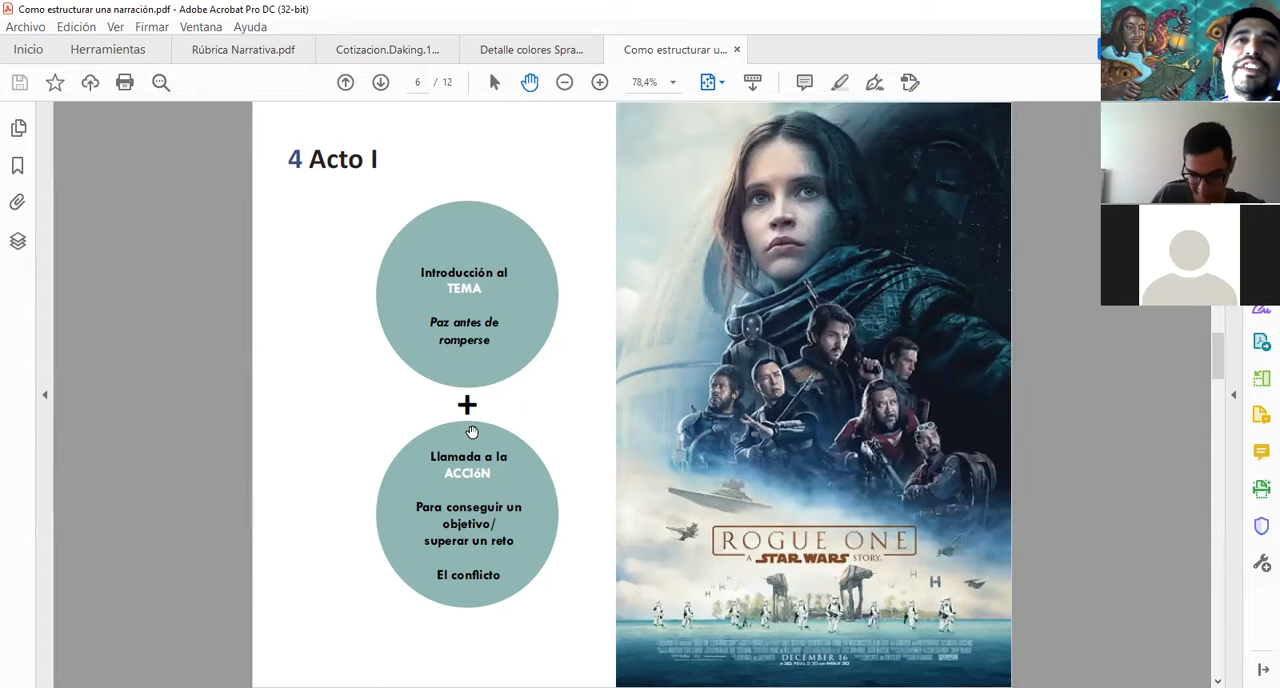 Como estructurar una narración.pdf - Adobe Acrobat Pro DC (32-bit)
Archivo Edición Ver Firmar Ventana Ayuda
Inicio Herramientas Rúbrica Narrativa.pdf Cotizacion.Daking.1... Detalle colores Spra... Como estructurar u... ×
6 / 12 78,4%
4 Acto I
Introducción al
TEMA
Paz antes de
romperse
+
Llamada a la
ACCIóN
Para conseguir un
objetivo/
superar un reto
El conflicto
ROGUE ONE
A STAR WARS STORY
DECEMBER 16